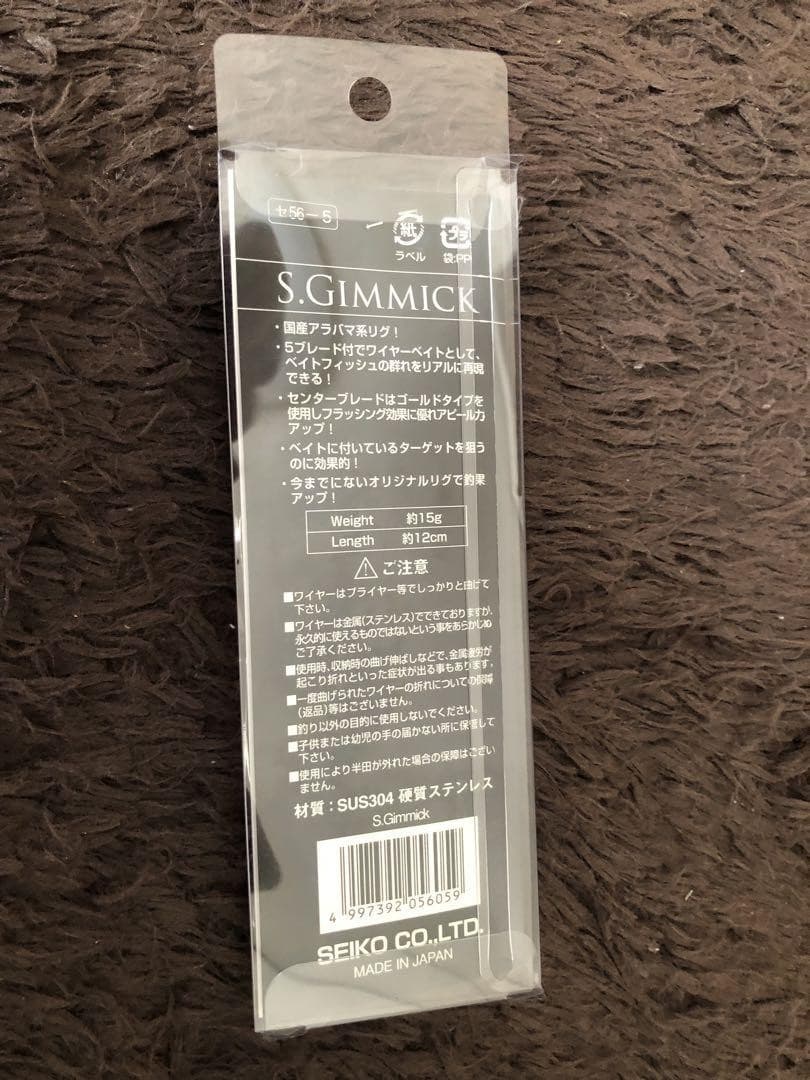 セ56-5
紙
プラ
ラベル
袋:PP
S.GIMMICK
・国産アラバマ系リグ！
・5ブレード付でワイヤーベイトとして、
ベイトフィッシュの群れをリアルに再現
できる！
・センターブレードはゴールドタイプを
使用しフラッシング効果に優れアピール力
アップ！
・ベイトに付いているターゲットを狙う
のに効果的！
・今までにないオリジナルリグで釣果
アップ！
Weight 約15g
Length 約12cm
ご注意
■ワイヤーはプライヤー等でしっかりと曲げて
下さい。
■ワイヤーは金属(ステンレス)でできておりますが、
永久的に使えるものではないという事をあらかじめ
ご了承ください。
■使用時、収納時の曲げ伸ばしなどで、金属疲労が
起こり折れといった症状が出る事もあります。
■一度曲げられたワイヤーの折れについての保障
(返品)等はございません。
■釣り以外の目的に使用しないでください。
■子供または幼児の手の届かない所に保管して
下さい。
■使用により半田が外れた場合の保障はござい
ません。
材質：SUS304 硬質ステンレス
S.Gimmick
4 997392 056059
SEIKO CO.,LTD.
MADE IN JAPAN